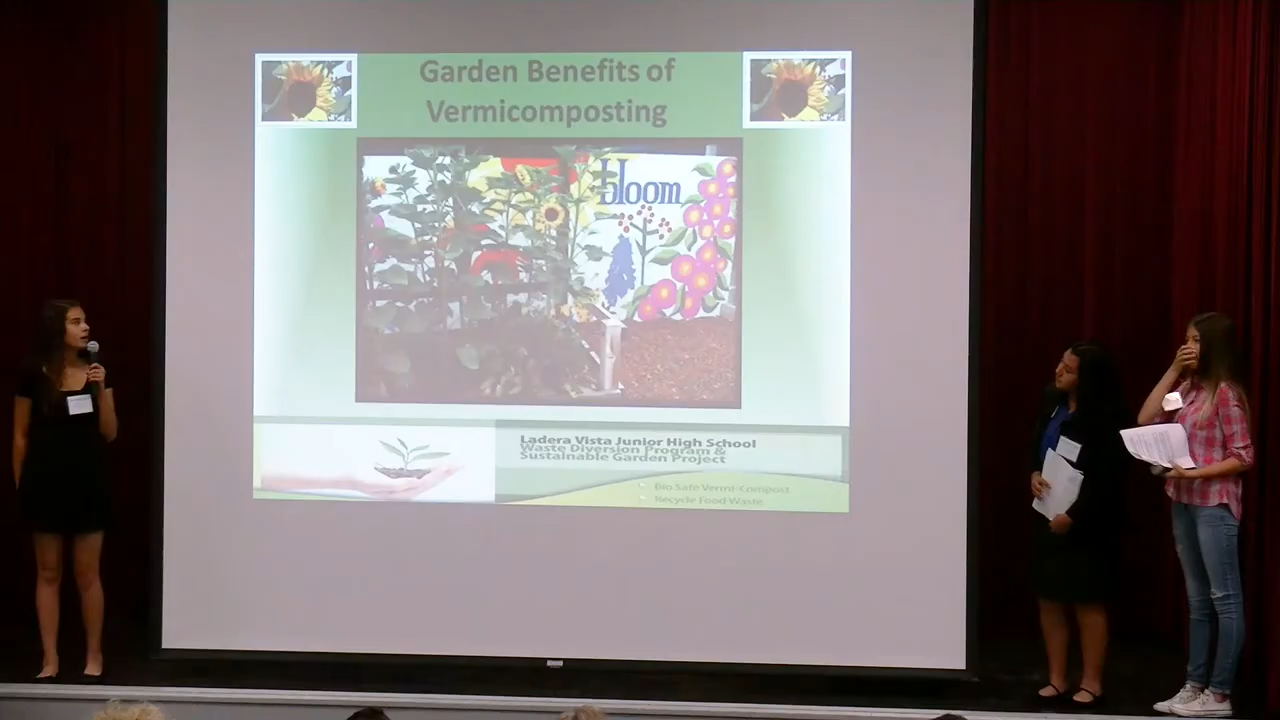 Garden Benefits of
Vermicomposting
bloom
Ladera Vista Junior High School
Waste Diversion Program &
Sustainable Garden Project
Bio Safe Vermi-Compost
Recycle Food Waste